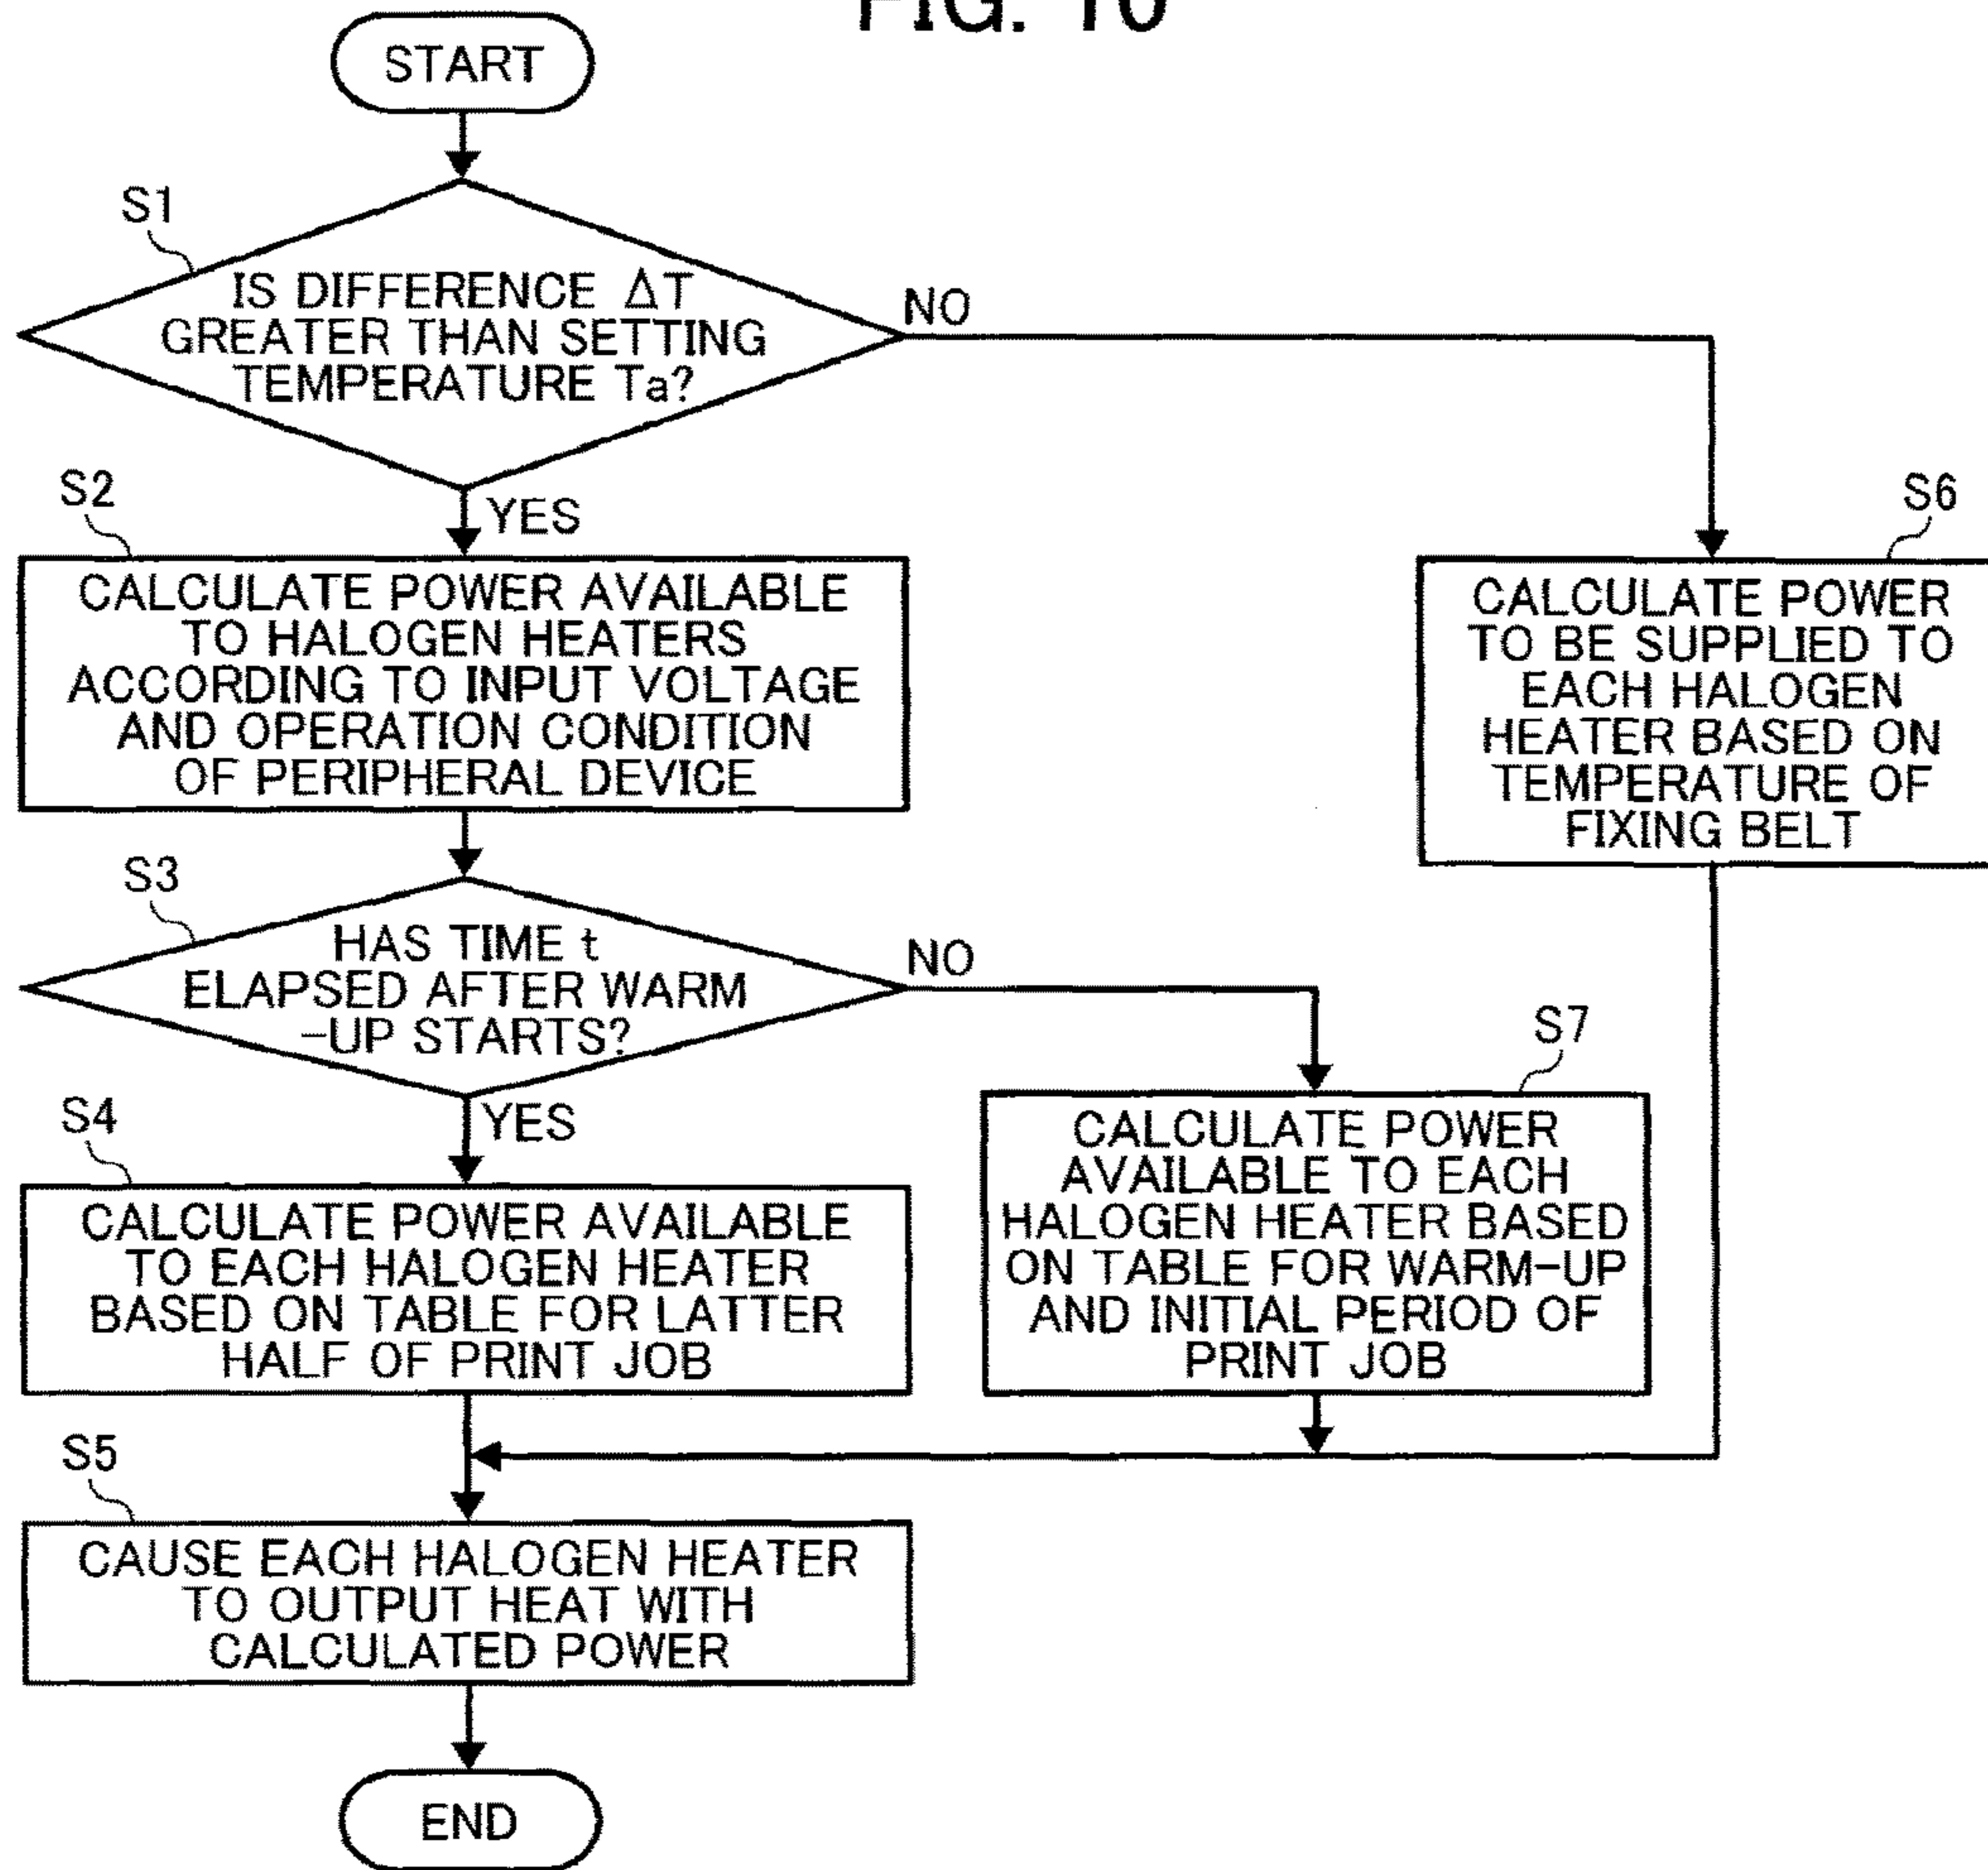 FIG. 10
START
S1
IS DIFFERENCE ΔT
GREATER THAN SETTING
TEMPERATURE Ta?
NO
YES
S2
CALCULATE POWER AVAILABLE
TO HALOGEN HEATERS
ACCORDING TO INPUT VOLTAGE
AND OPERATION CONDITION
OF PERIPHERAL DEVICE
S6
CALCULATE POWER
TO BE SUPPLIED TO
EACH HALOGEN
HEATER BASED ON
TEMPERATURE OF
FIXING BELT
S3
HAS TIME t
ELAPSED AFTER WARM
-UP STARTS?
NO
YES
S7
CALCULATE POWER
AVAILABLE TO EACH
HALOGEN HEATER BASED
ON TABLE FOR WARM-UP
AND INITIAL PERIOD OF
PRINT JOB
S4
CALCULATE POWER AVAILABLE
TO EACH HALOGEN HEATER
BASED ON TABLE FOR LATTER
HALF OF PRINT JOB
S5
CAUSE EACH HALOGEN HEATER
TO OUTPUT HEAT WITH
CALCULATED POWER
END